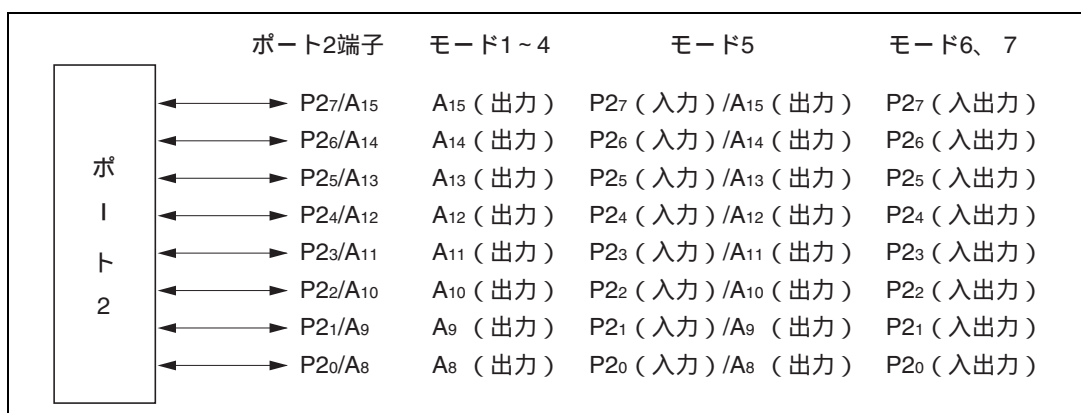 ポート2端子 モード1~4 モード5 モード6、7
P27/A15 A15(出力) P27(入力)/A15(出力) P27(入出力)
P26/A14 A14(出力) P26(入力)/A14(出力) P26(入出力)
P25/A13 A13(出力) P25(入力)/A13(出力) P25(入出力)
P24/A12 A12(出力) P24(入力)/A12(出力) P24(入出力)
P23/A11 A11(出力) P23(入力)/A11(出力) P23(入出力)
P22/A10 A10(出力) P22(入力)/A10(出力) P22(入出力)
P21/A9 A9(出力) P21(入力)/A9(出力) P21(入出力)
P20/A8 A8(出力) P20(入力)/A8(出力) P20(入出力)
ポート2